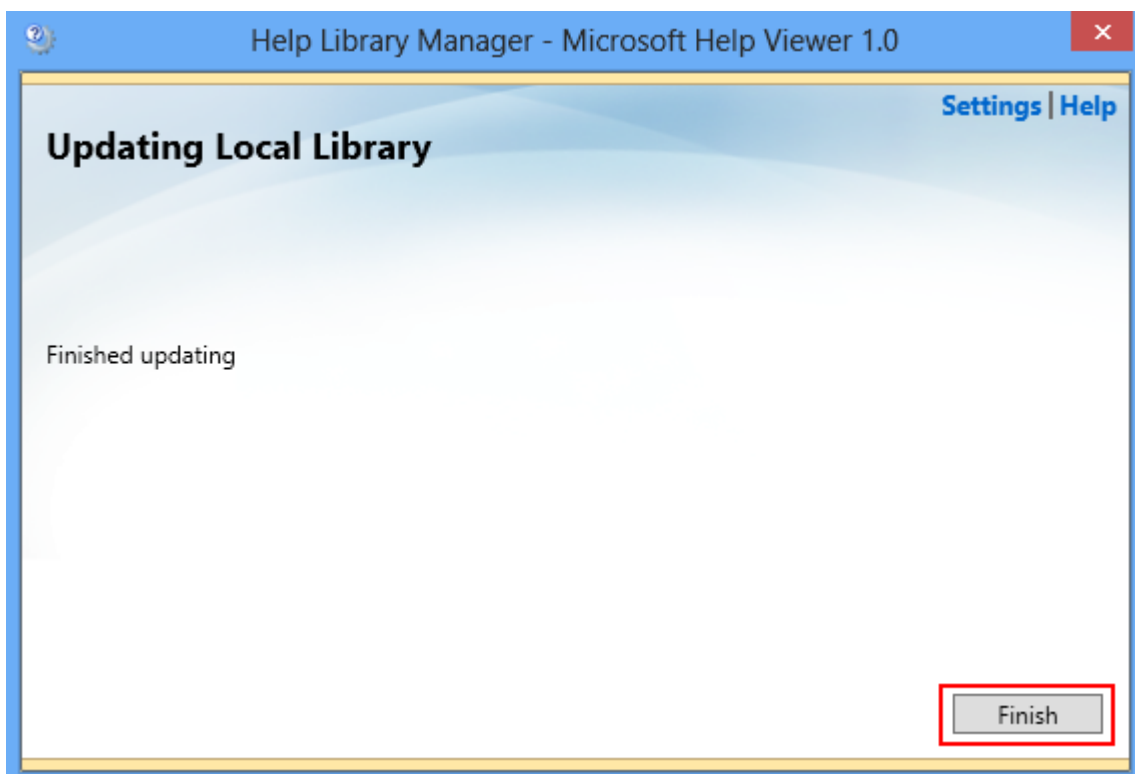 Help Library Manager - Microsoft Help Viewer 1.0
Settings | Help
Updating Local Library
Finished updating
Finish